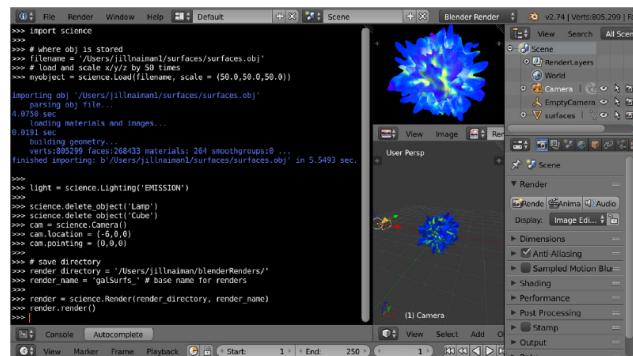 File Render Window Help Default Scene Blender Render v2.74 | Verts:805,299 | F
>>> import science
>>>
>>> # where obj is stored
>>> filename = '/Users/jillnaiman1/surfaces/surfaces.obj'
>>> # load and scale x/y/z by 50 times
>>> myobject = science.Load(filename, scale = (50.0,50.0,50.0))
importing obj '/Users/jillnaiman1/surfaces/surfaces.obj'
parsing obj file...
4.0750 sec
loading materials and images...
0.0191 sec
building geometry...
verts:805299 faces:268433 materials: 264 smoothgroups:0 ...
finished importing: b'/Users/jillnaiman1/surfaces/surfaces.obj' in 5.5493 sec.
>>>
>>> light = science.Lighting('EMISSION')
>>>
>>> science.delete_object('Lamp')
>>> science.delete_object('Cube')
>>> cam = science.Camera()
>>> cam.location = (-6,0,0)
>>> cam.pointing = (0,0,0)
>>>
>>> # save directory
>>> render_directory = '/Users/jillnaiman/blenderRenders/'
>>> render_name = 'galSurfs_' # base name for renders
>>>
>>> render = science.Render(render_directory, render_name)
>>> render.render()
>>>
Console Autocomplete
View Marker Frame Playback Start: 1 End: 250 1
View Image Ren
User Persp
(1) Camera
View Select Add O
View Search All Scen
Scene
RenderLayers
World
Camera
EmptyCamera
surfaces
Scene
Render
Rende Anima Audio
Display: Image Edi...
Dimensions
Anti-Aliasing
Sampled Motion Blur
Shading
Performance
Post Processing
Stamp
Output